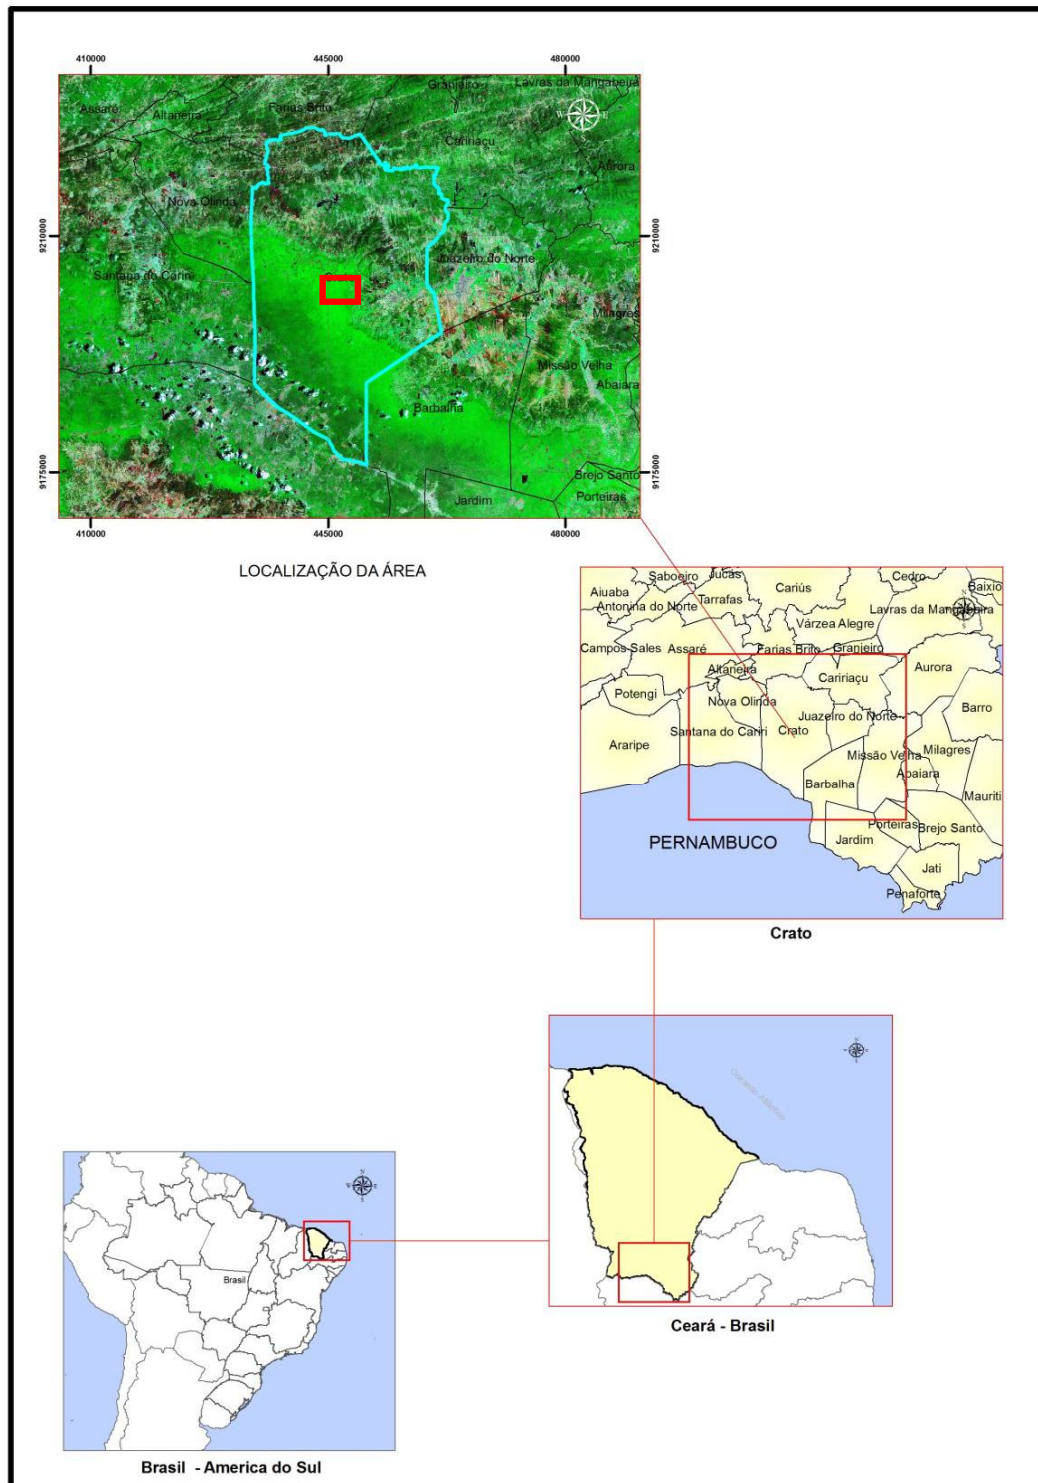 410000 445000 480000
Lavras da Mangabeira
Granjeiro
Assaré
Farias Brito
Altaneira
W E
Caririaçu
Aurora
Nova Olinda
9210000 9210000
Juazeiro do Norte
Santana do Cariri
Milagres
Missão Velha
Abaiara
Barbalha
9175000 9175000
Brejo Santo
Jardim
Porteiras
410000 445000 480000
LOCALIZAÇÃO DA ÁREA
Saboeiro Jucás Cedro
Aiuaba Cariús Baixio
Antonina do Norte Tarrafas
Lavras da Mangabeira
N
S
Várzea Alegre
Campos Sales Assaré Farias Brito Granjeiro
Altaneira Caririaçu Aurora
Potengi Nova Olinda
Juazeiro do Norte Barro
Santana do Cariri Crato
Araripe
Missão Velha Milagres
Abaiara
Barbalha
Mauriti
PERNAMBUCO
Porteiras Brejo Santo
Jardim
Jati
Penaforte
Crato
Oceano Atlântico
Ceará - Brasil
N
W E
S
Brasil
Brasil - America do Sul